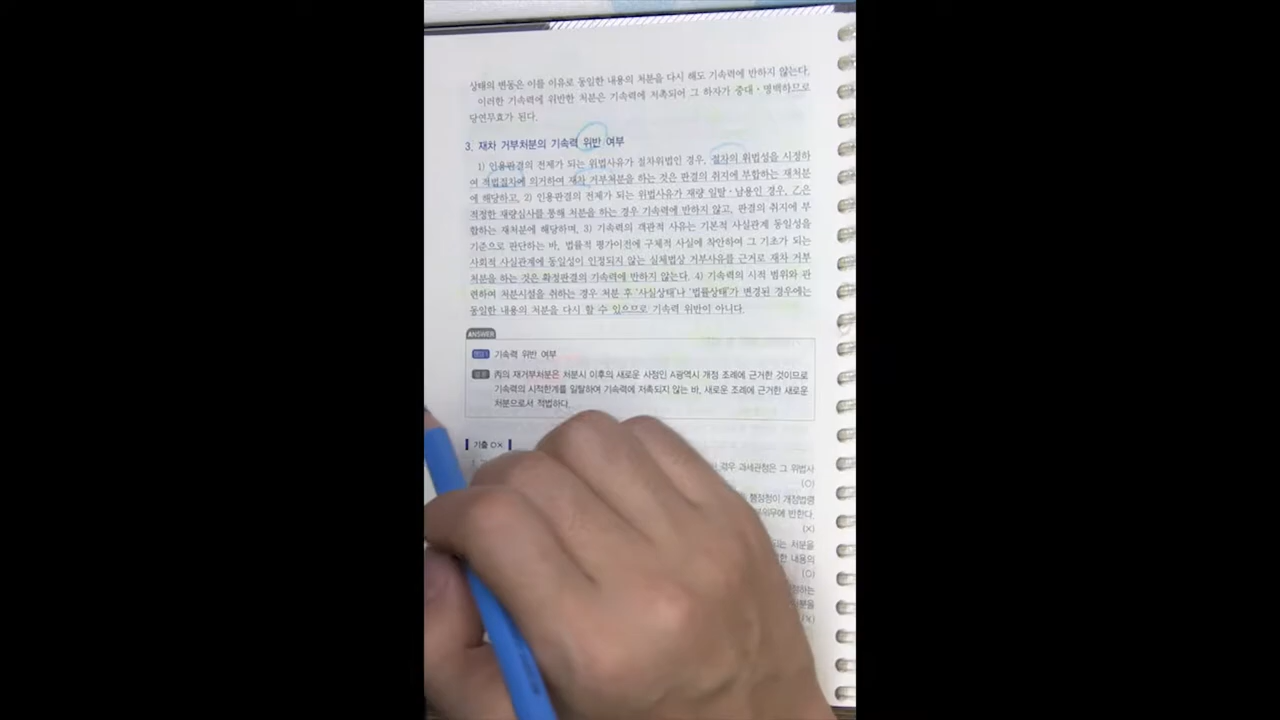 상태의 변동은 이를 이유로 동일한 내용의 처분을 다시 해도 기속력에 반하지 않는다.
이러한 기속력에 위반한 처분은 기속력에 저촉되어 그 하자가 중대·명백하므로
당연무효가 된다.
3. 재차 거부처분의 기속력 위반 여부
1) 인용판결의 전제가 되는 위법사유가 절차위법인 경우, 절차의 위법성을 시정하
여 적법절차에 의거하여 재차 거부처분을 하는 것은 판결의 취지에 부합하는 재처분
에 해당하고, 2) 인용판결의 전제가 되는 위법사유가 재량 일탈·남용인 경우, 乙은
적정한 재량심사를 통해 처분을 하는 경우 기속력에 반하지 않고, 판결의 취지에 부
합하는 재처분에 해당하며, 3) 기속력의 객관적 사유는 기본적 사실관계 동일성을
기준으로 판단하는 바, 법률적 평가이전에 구체적 사실에 착안하여 그 기초가 되는
사회적 사실관계에 동일성이 인정되지 않는 실체법상 거부사유를 근거로 재차 거부
처분을 하는 것은 확정판결의 기속력에 반하지 않는다. 4) 기속력의 시적 범위와 관
련하여 처분시설을 취하는 경우 처분 후 '사실상태'나 '법률상태'가 변경된 경우에는
동일한 내용의 처분을 다시 할 수 있으므로 기속력 위반이 아니다.
ANSWER
기속력 위반 여부
丙의 재거부처분은 처분시 이후의 새로운 사정인 A광역시 개정 조례에 근거한 것이므로
기속력의 시적한계를 일탈하여 기속력에 저촉되지 않는 바, 새로운 조례에 근거한 새로운
처분으로서 적법하다.
기출 OX
경우 과세관청은 그 위법사
(O)
행정청이 개정법령
반한다.
(X)
되는 처분을
내용의
(O)
(X)